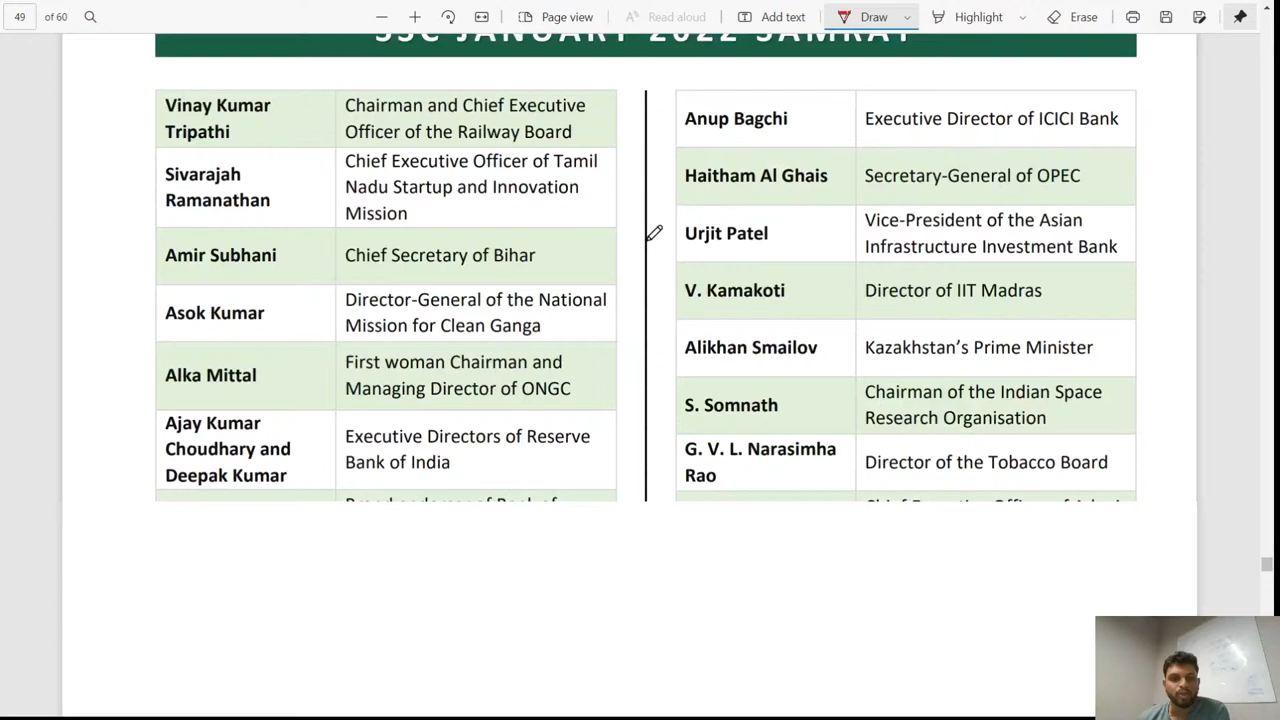 49 of 60
Page view
Read aloud
Add text
Draw
Highlight
Erase
SSC JANUARY 2022 SAMRAT
Vinay Kumar
Tripathi
Chairman and Chief Executive
Officer of the Railway Board
Sivarajah
Ramanathan
Chief Executive Officer of Tamil
Nadu Startup and Innovation
Mission
Amir Subhani
Chief Secretary of Bihar
Asok Kumar
Director-General of the National
Mission for Clean Ganga
Alka Mittal
First woman Chairman and
Managing Director of ONGC
Ajay Kumar
Choudhary and
Deepak Kumar
Executive Directors of Reserve
Bank of India
Anup Bagchi
Executive Director of ICICI Bank
Haitham Al Ghais
Secretary-General of OPEC
Urjit Patel
Vice-President of the Asian
Infrastructure Investment Bank
V. Kamakoti
Director of IIT Madras
Alikhan Smailov
Kazakhstan’s Prime Minister
S. Somnath
Chairman of the Indian Space
Research Organisation
G. V. L. Narasimha
Rao
Director of the Tobacco Board